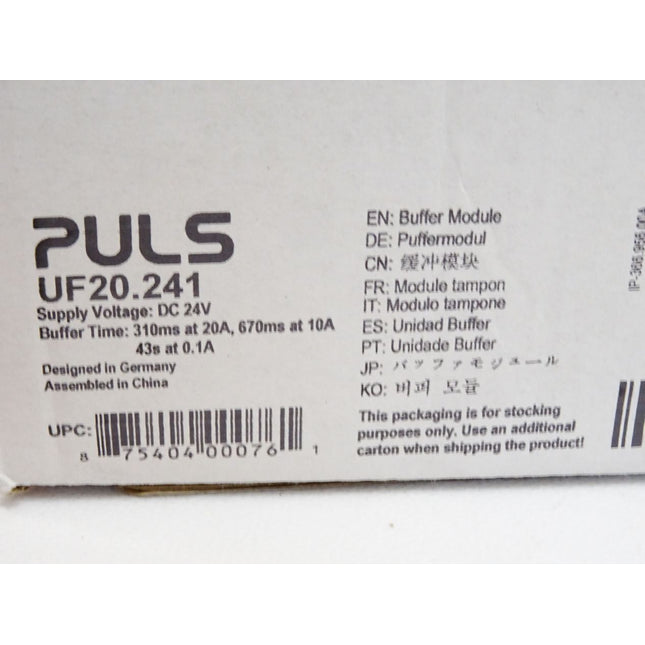 PULS
UF20.241
Supply Voltage: DC 24V
Buffer Time: 310ms at 20A, 670ms at 10A
43s at 0.1A
Designed in Germany
Assembled in China
UPC:
8 75404 00076 1
EN: Buffer Module
DE: Puffermodul
CN: 缓冲模块
FR: Module tampon
IT: Modulo tampone
ES: Unidad Buffer
PT: Unidade Buffer
JP: バッファモジュール
KO: 버퍼 모듈
This packaging is for stocking
purposes only. Use an additional
carton when shipping the product!